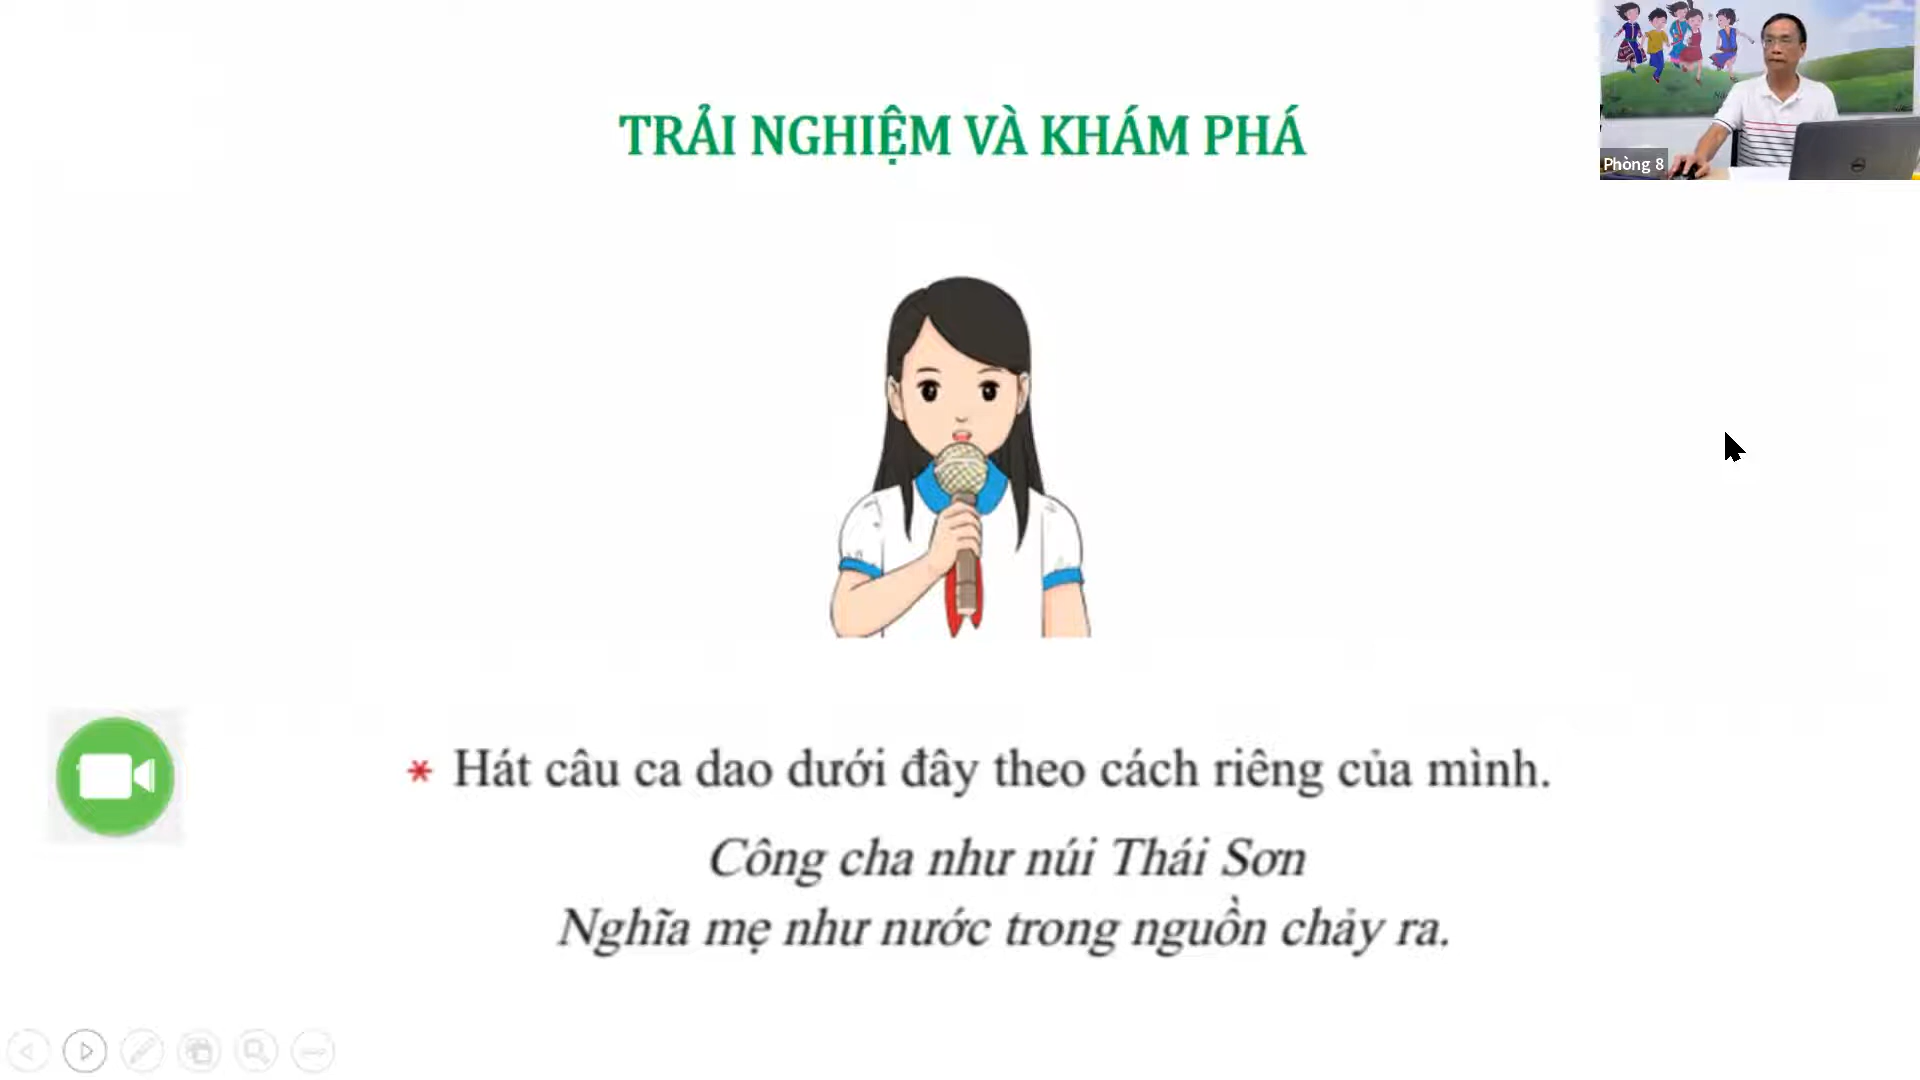 TRẢI NGHIỆM VÀ KHÁM PHÁ
Phòng 8
* Hát câu ca dao dưới đây theo cách riêng của mình.
Công cha như núi Thái Sơn
Nghĩa mẹ như nước trong nguồn chảy ra.